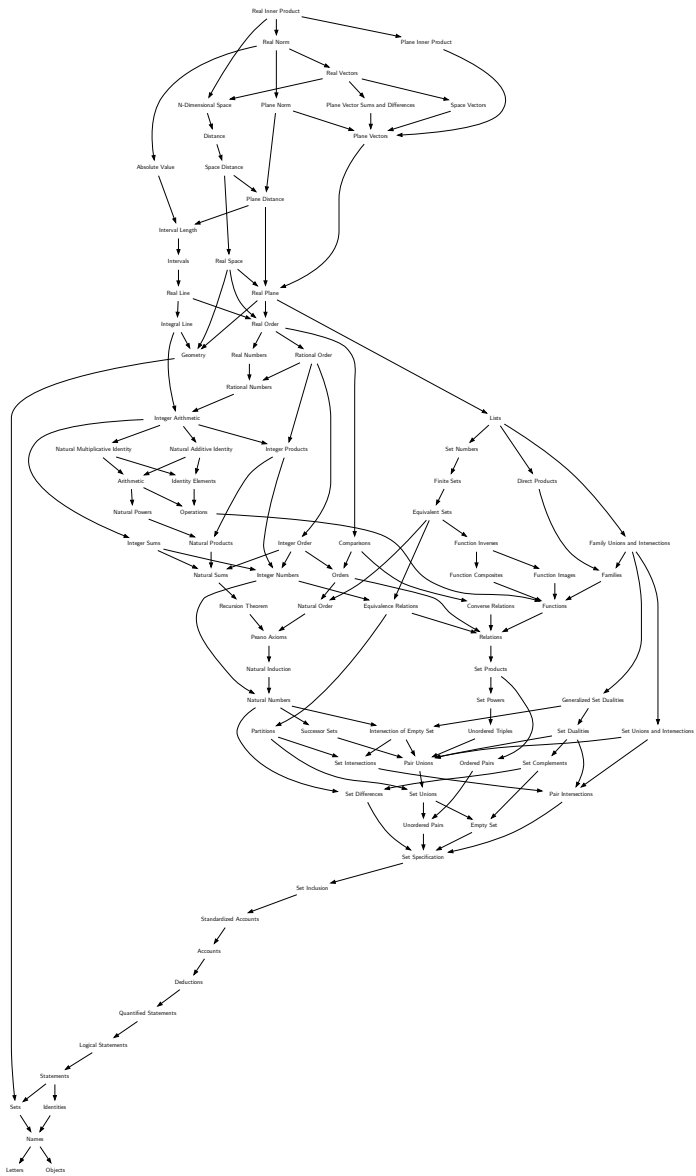 Real Inner Product
Real Norm
Plane Inner Product
Real Vectors
N-Dimensional Space
Plane Norm
Plane Vector Sums and Differences
Space Vectors
Distance
Plane Vectors
Absolute Value
Space Distance
Plane Distance
Interval Length
Intervals
Real Space
Real Line
Real Plane
Integral Line
Real Order
Geometry
Real Numbers
Rational Order
Rational Numbers
Integer Arithmetic
Lists
Natural Multiplicative Identity
Natural Additive Identity
Integer Products
Set Numbers
Arithmetic
Identity Elements
Finite Sets
Direct Products
Natural Powers
Operations
Equivalent Sets
Integer Sums
Natural Products
Integer Order
Comparisons
Function Inverses
Family Unions and Intersections
Natural Sums
Integer Numbers
Orders
Function Composites
Function Images
Families
Recursion Theorem
Natural Order
Equivalence Relations
Converse Relations
Functions
Peano Axioms
Relations
Natural Induction
Set Products
Natural Numbers
Set Powers
Generalized Set Dualities
Partitions
Successor Sets
Intersection of Empty Set
Unordered Triples
Set Dualities
Set Unions and Intersections
Set Intersections
Pair Unions
Ordered Pairs
Set Complements
Set Differences
Set Unions
Pair Intersections
Unordered Pairs
Empty Set
Set Specification
Set Inclusion
Standardized Accounts
Accounts
Deductions
Quantified Statements
Logical Statements
Statements
Sets
Identities
Names
Letters
Objects